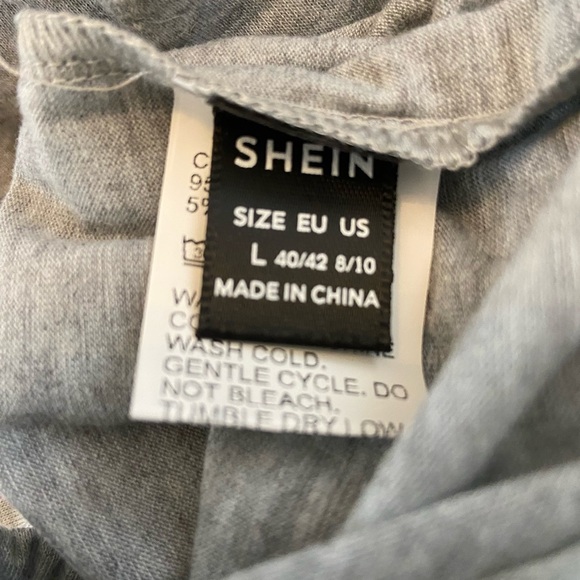 SHEIN
SIZE EU US
L 40/42 8/10
MADE IN CHINA
WASH COLD.
GENTLE CYCLE. DO
NOT BLEACH.
TUMBLE DRY LOW